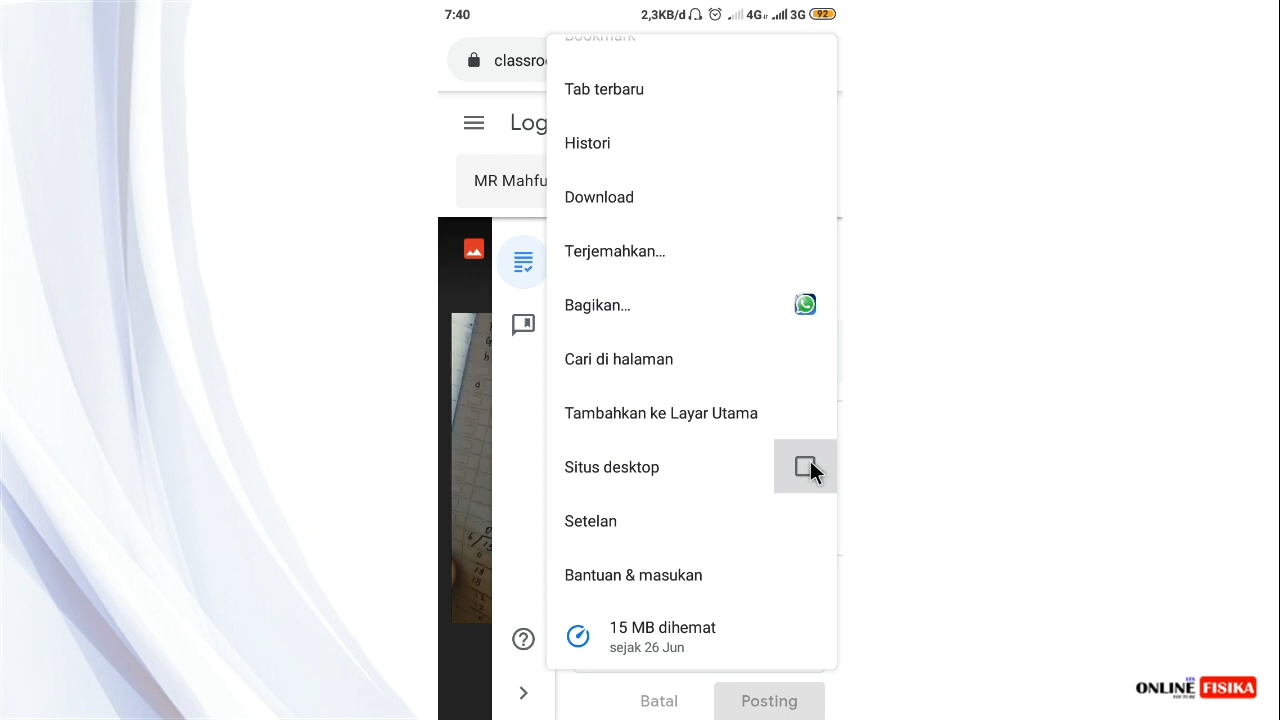 7:40 2,3KB/d 4G 3G 92
Bookmark
classro
Tab terbaru
Log
Histori
MR Mahfu
Download
Terjemahkan...
Bagikan...
Cari di halaman
Tambahkan ke Layar Utama
Situs desktop
Setelan
Bantuan & masukan
15 MB dihemat
sejak 26 Jun
Batal Posting
ONLINE FISIKA